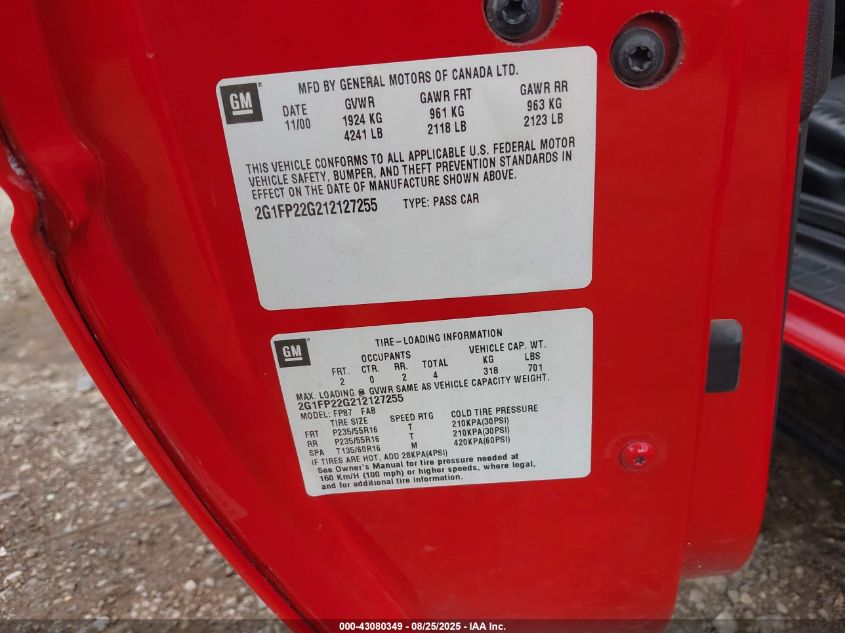 GM
MFD BY GENERAL MOTORS OF CANADA LTD.
DATE GVWR GAWR FRT GAWR RR
11/00 1924 KG 961 KG 963 KG
4241 LB 2118 LB 2123 LB
THIS VEHICLE CONFORMS TO ALL APPLICABLE U.S. FEDERAL MOTOR
VEHICLE SAFETY, BUMPER, AND THEFT PREVENTION STANDARDS IN
EFFECT ON THE DATE OF MANUFACTURE SHOWN ABOVE.
2G1FP22G212127255 TYPE: PASS CAR
GM
TIRE-LOADING INFORMATION
OCCUPANTS VEHICLE CAP. WT.
FRT. CTR. RR. TOTAL KG LBS
2 0 2 4 318 701
MAX. LOADING @ GVWR SAME AS VEHICLE CAPACITY WEIGHT.
2G1FP22G212127255
MODEL: FP87 FAB
TIRE SIZE SPEED RTG COLD TIRE PRESSURE
FRT P235/55R16 T 210KPA(30PSI)
RR P235/55R16 T 210KPA(30PSI)
SPA T135/60R16 M 420KPA(60PSI)
IF TIRES ARE HOT, ADD 28KPA(4PSI)
See Owner's Manual for tire pressure needed at
160 Km/H (100 mph) or higher speeds, where legal,
and for additional tire information.
000-43080349 - 08/25/2025 - IAA Inc.